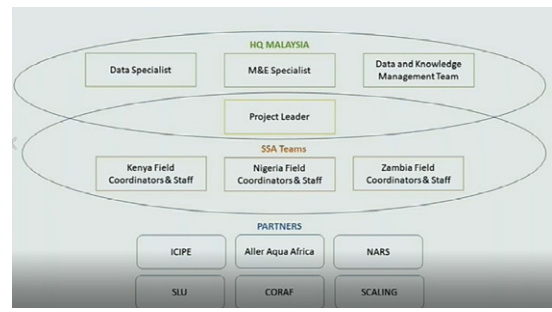 HQ MALAYSIA
Data Specialist
M&E Specialist
Data and Knowledge
Management Team
Project Leader
SSA Teams
Kenya Field
Coordinators & Staff
Nigeria Field
Coordinators & Staff
Zambia Field
Coordinators & Staff
PARTNERS
ICIPE
Aller Aqua Africa
NARS
SLU
CORAF
SCALING